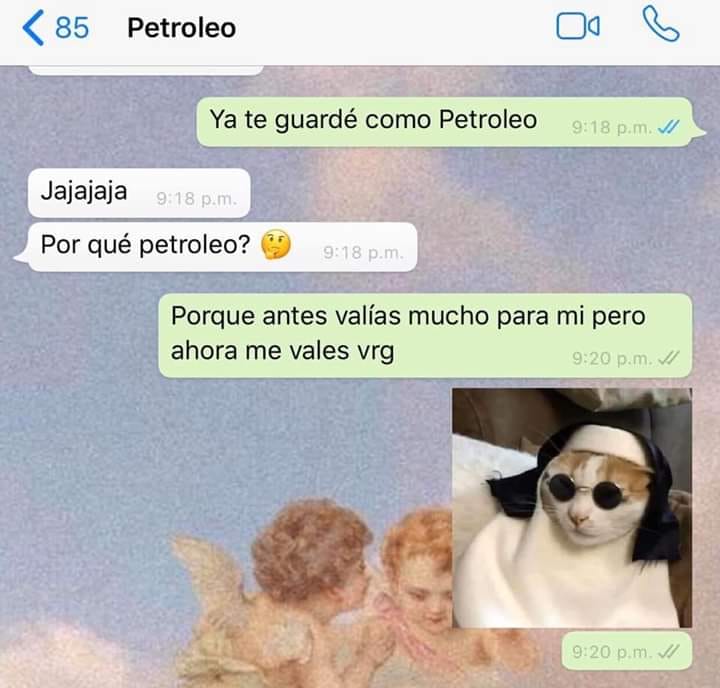 85 Petroleo
Ya te guardé como Petroleo 9:18 p.m.
Jajajaja 9:18 p.m.
Por qué petroleo? 🤔 9:18 p.m.
Porque antes valías mucho para mi pero
ahora me vales vrg 9:20 p.m.
9:20 p.m.